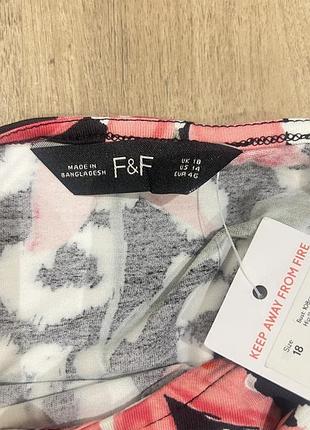 MADE IN
BANGLADESH
F&F
UK 18
US 14
EUR 46
KEEP AWAY FROM FIRE
Size
18